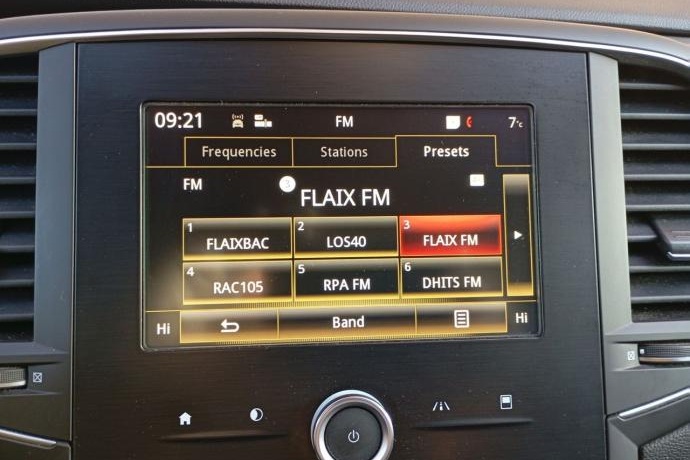 09:21 FM 7°C
Frequencies Stations Presets
FM 3
FLAIX FM
1 FLAIXBAC 2 LOS40 3 FLAIX FM
4 RAC105 5 RPA FM 6 DHITS FM
Hi Band Hi